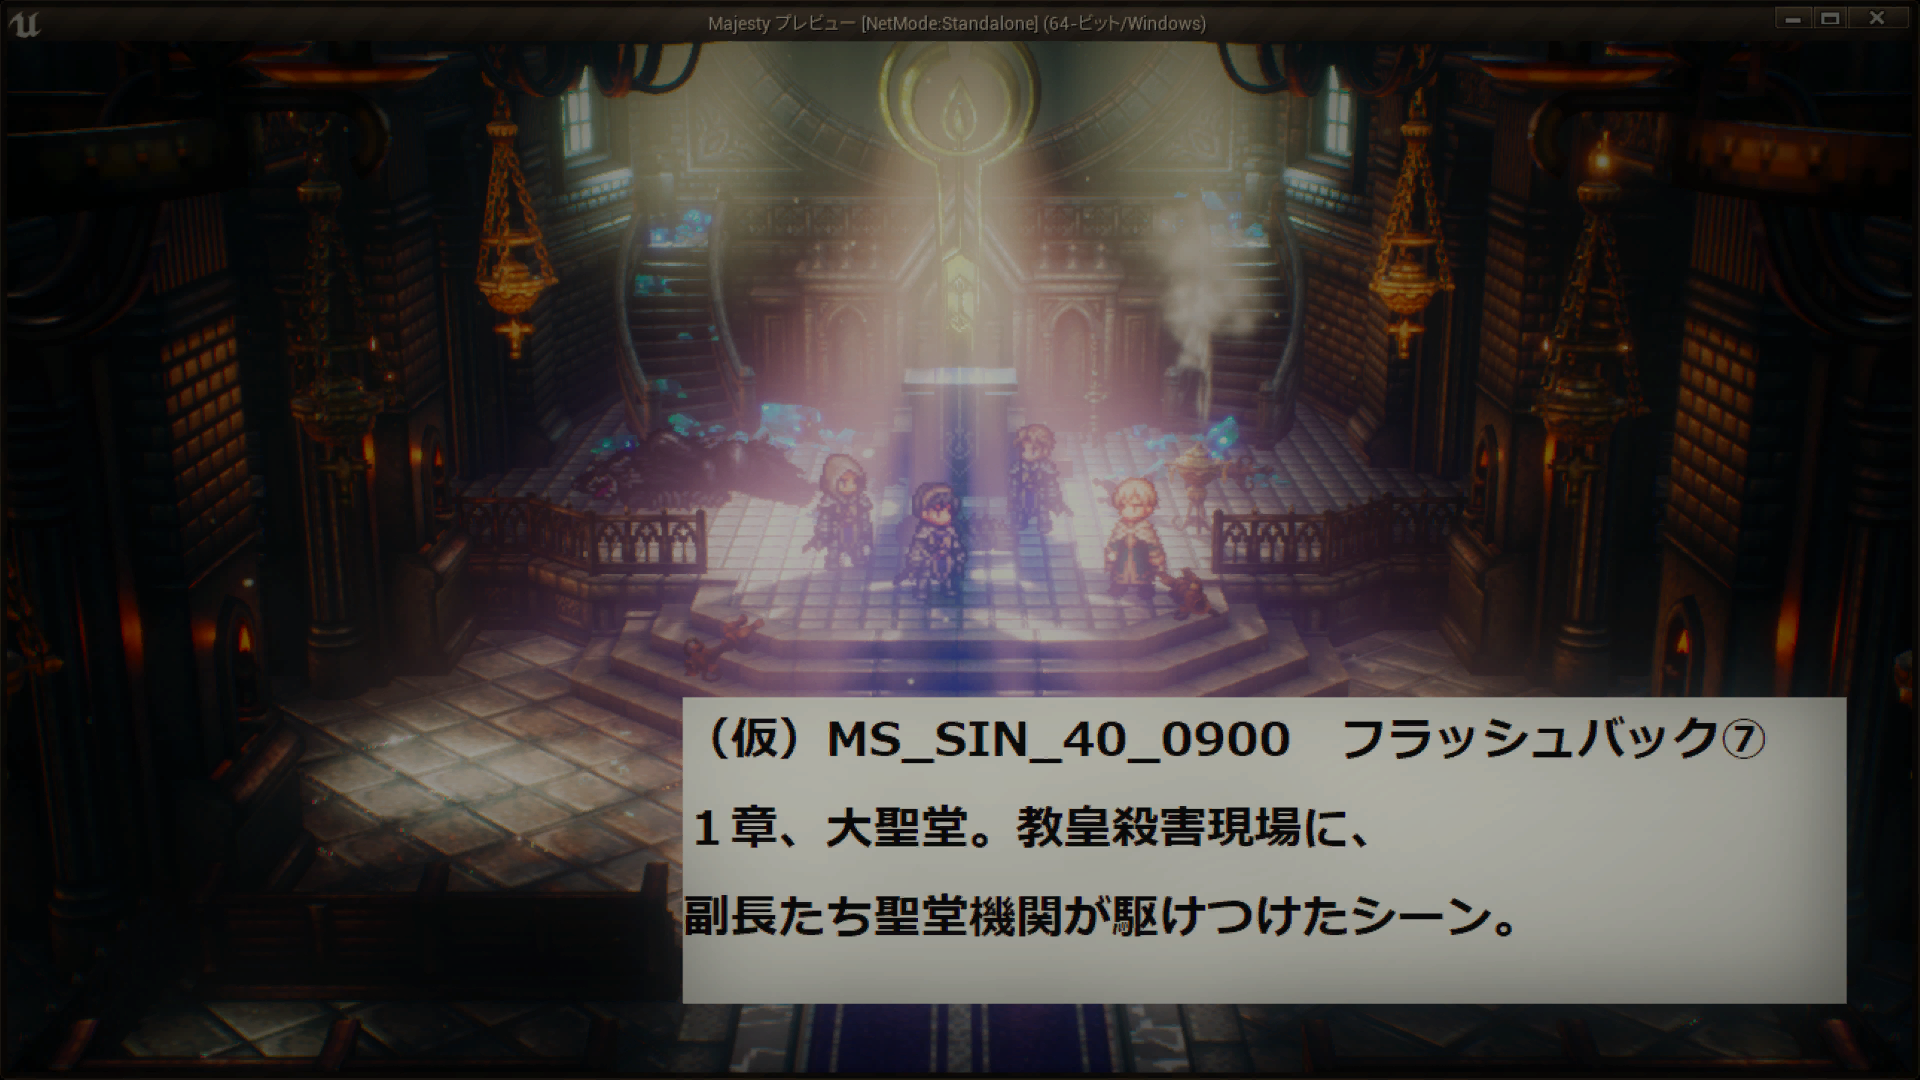 Majesty プレビュー [NetMode:Standalone] (64-ビット/Windows)
（仮）MS_SIN_40_0900　フラッシュバック⑦
１章、大聖堂。教皇殺害現場に、
副長たち聖堂機関が駆けつけたシーン。